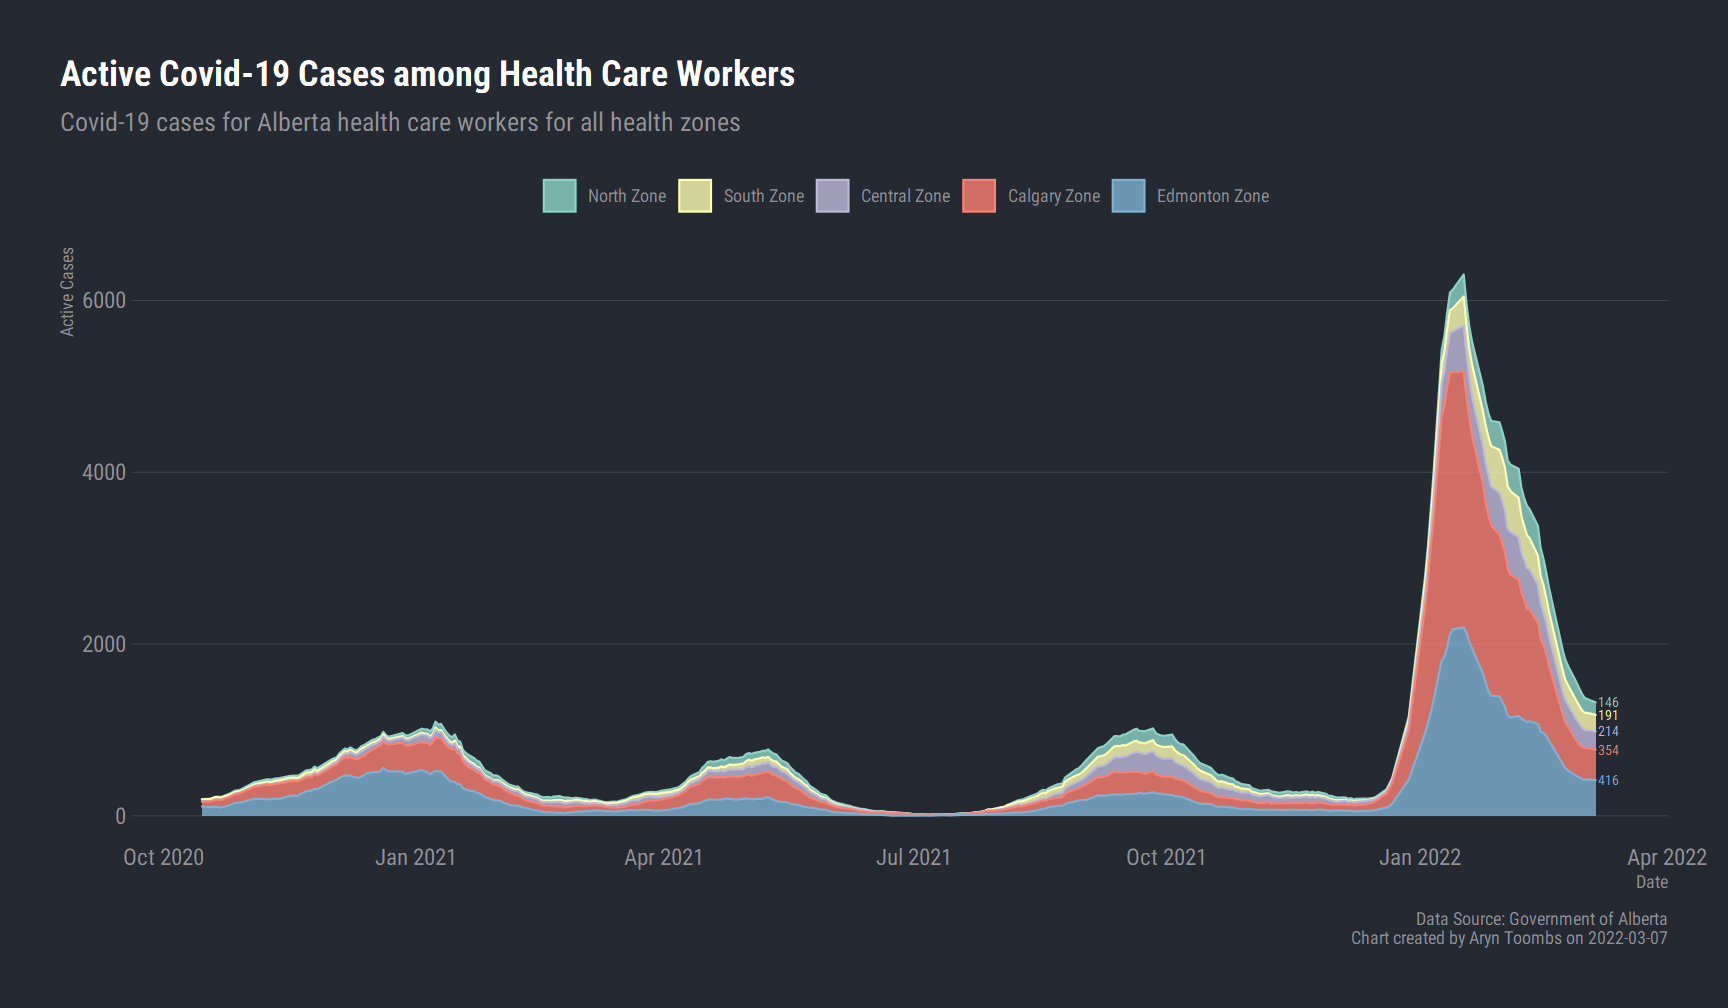 Active Covid-19 Cases among Health Care Workers
Covid-19 cases for Alberta health care workers for all health zones
North Zone South Zone Central Zone Calgary Zone Edmonton Zone
Active Cases
6000
4000
2000
0
146
191
214
354
416
Oct 2020 Jan 2021 Apr 2021 Jul 2021 Oct 2021 Jan 2022 Apr 2022
Date
Data Source: Government of Alberta
Chart created by Aryn Toombs on 2022-03-07